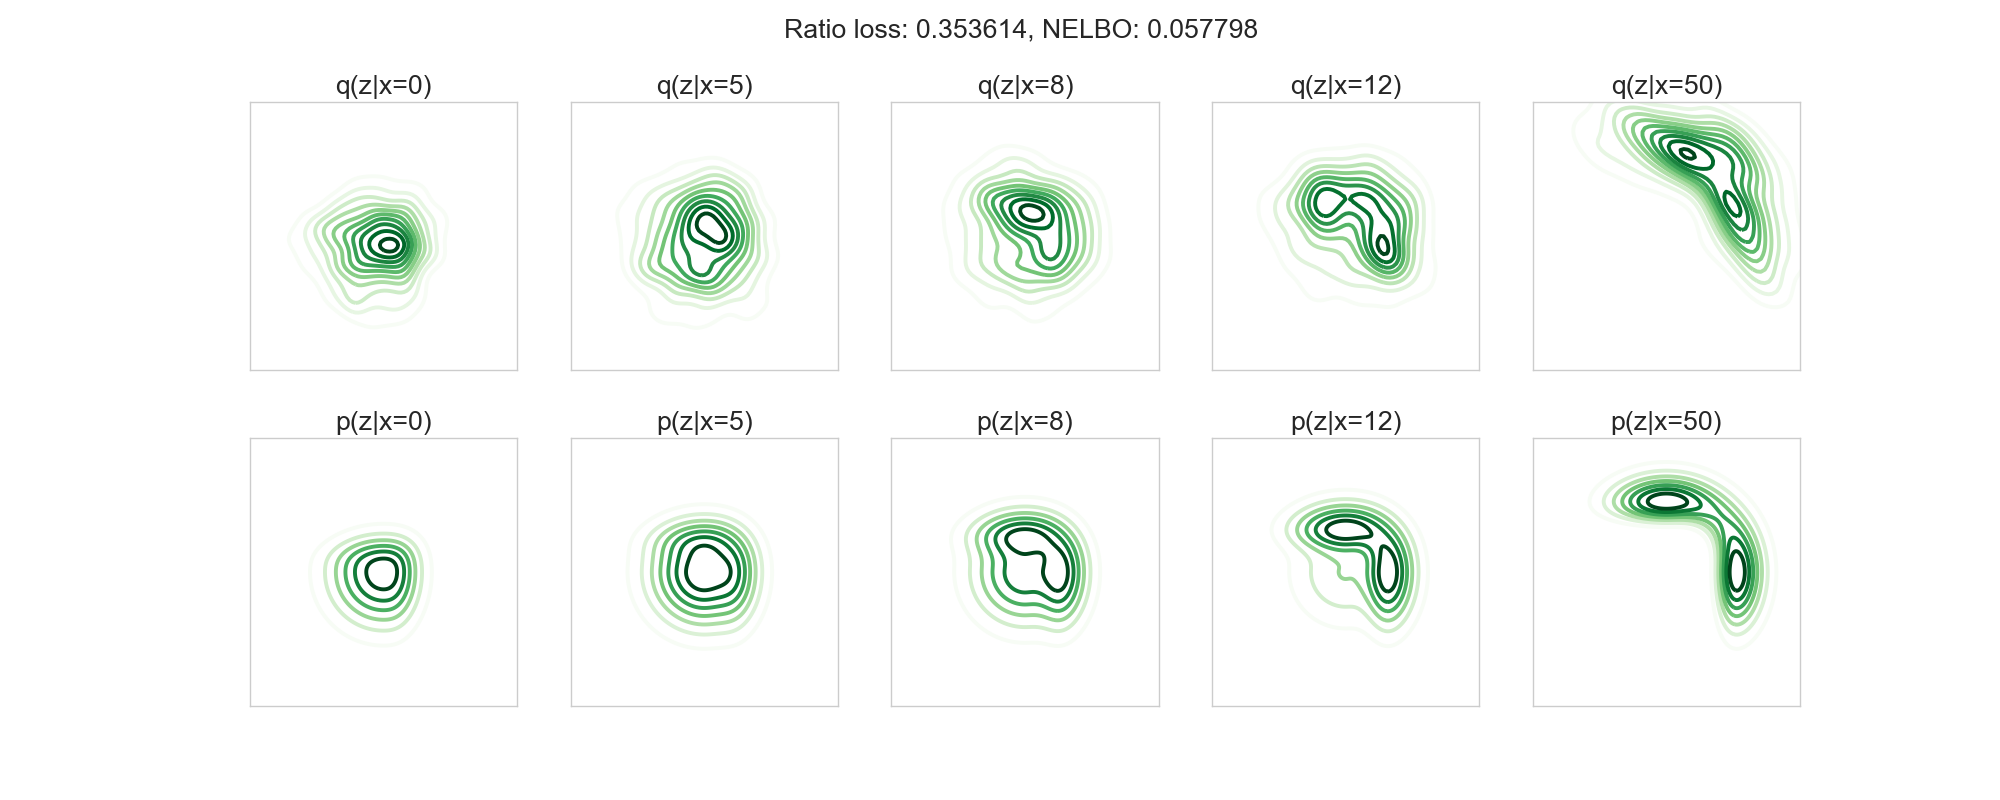 Ratio loss: 0.353614, NELBO: 0.057798
q(z|x=0) q(z|x=5) q(z|x=8) q(z|x=12) q(z|x=50)
p(z|x=0) p(z|x=5) p(z|x=8) p(z|x=12) p(z|x=50)